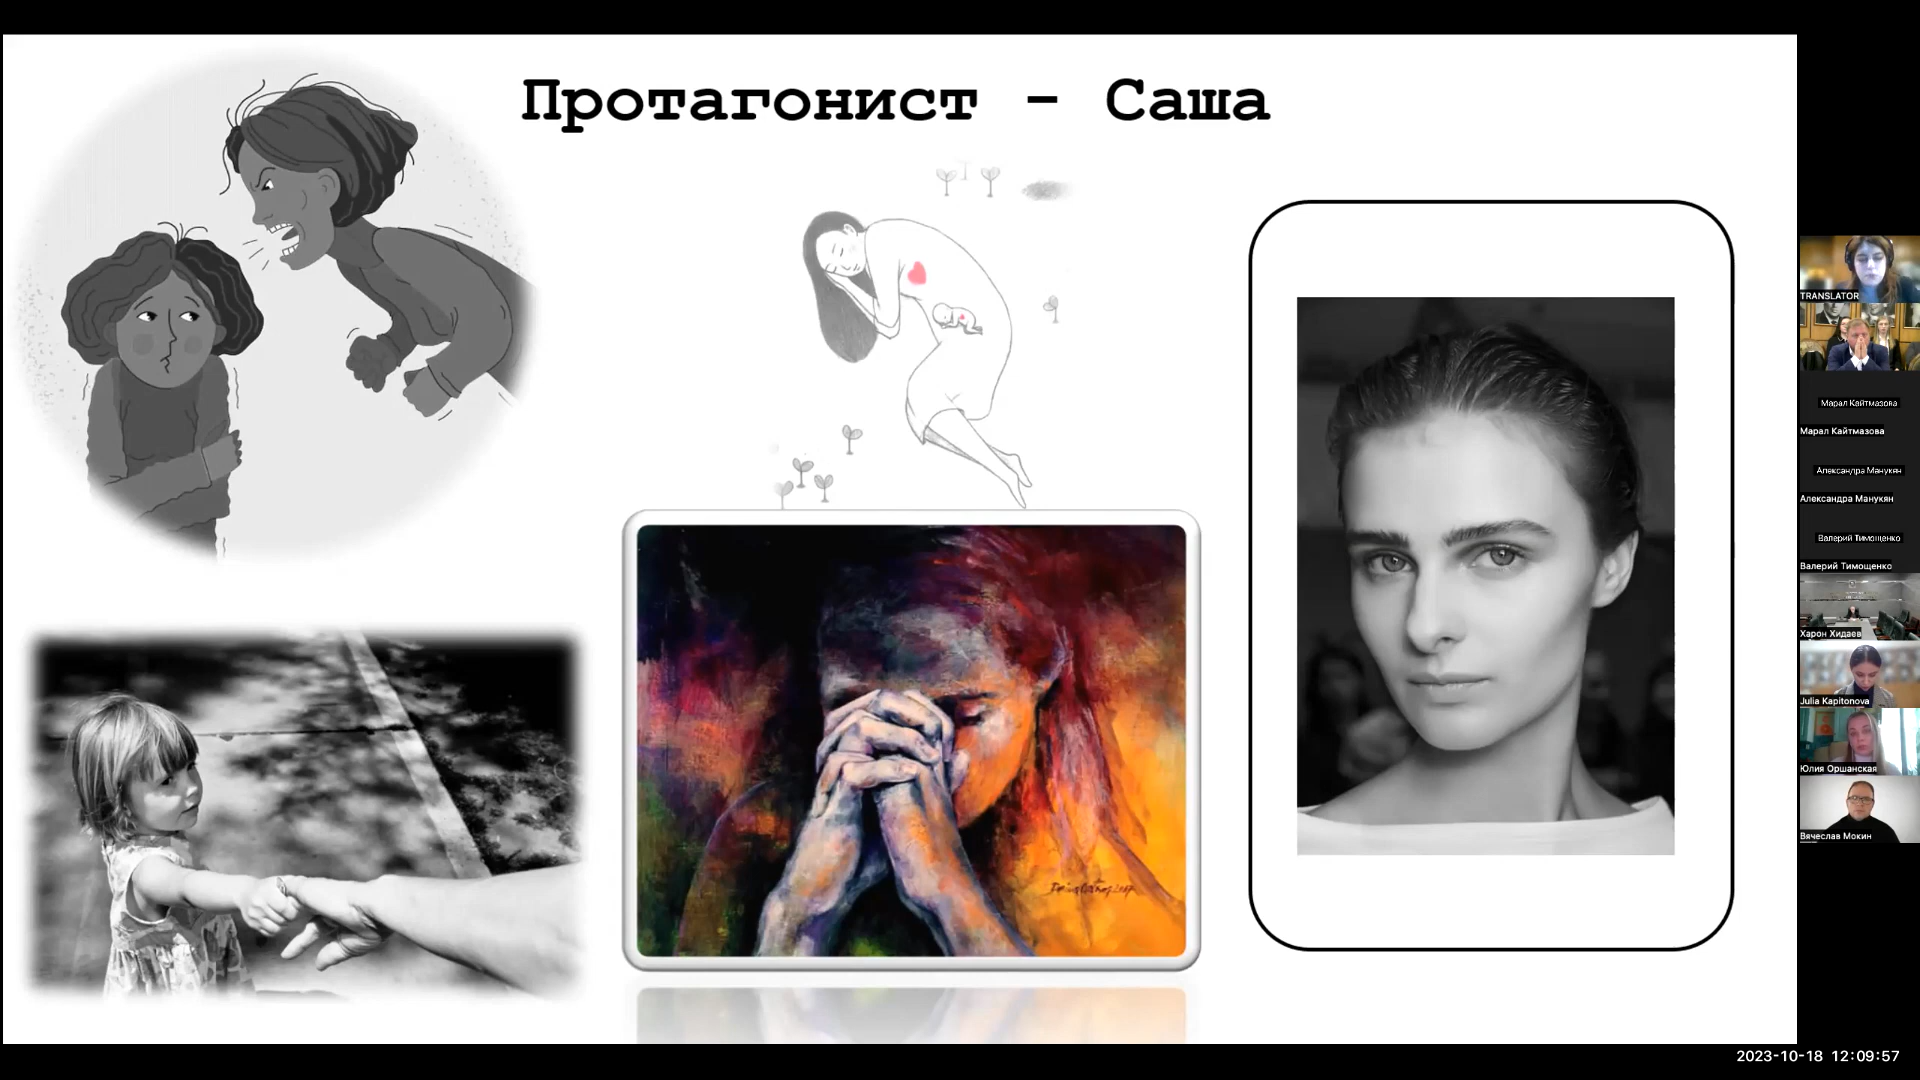 Протагонист - Саша
TRANSLATOR
Марал Кайтмазова
Марал Кайтмазова
Александра Манукян
Александра Манукян
Валерий Тимощенко
Валерий Тимощенко
Харон Хидаев
Julia Kapitonova
Юлия Оршанская
Вячеслав Мокин
2023-10-18 12:09:57